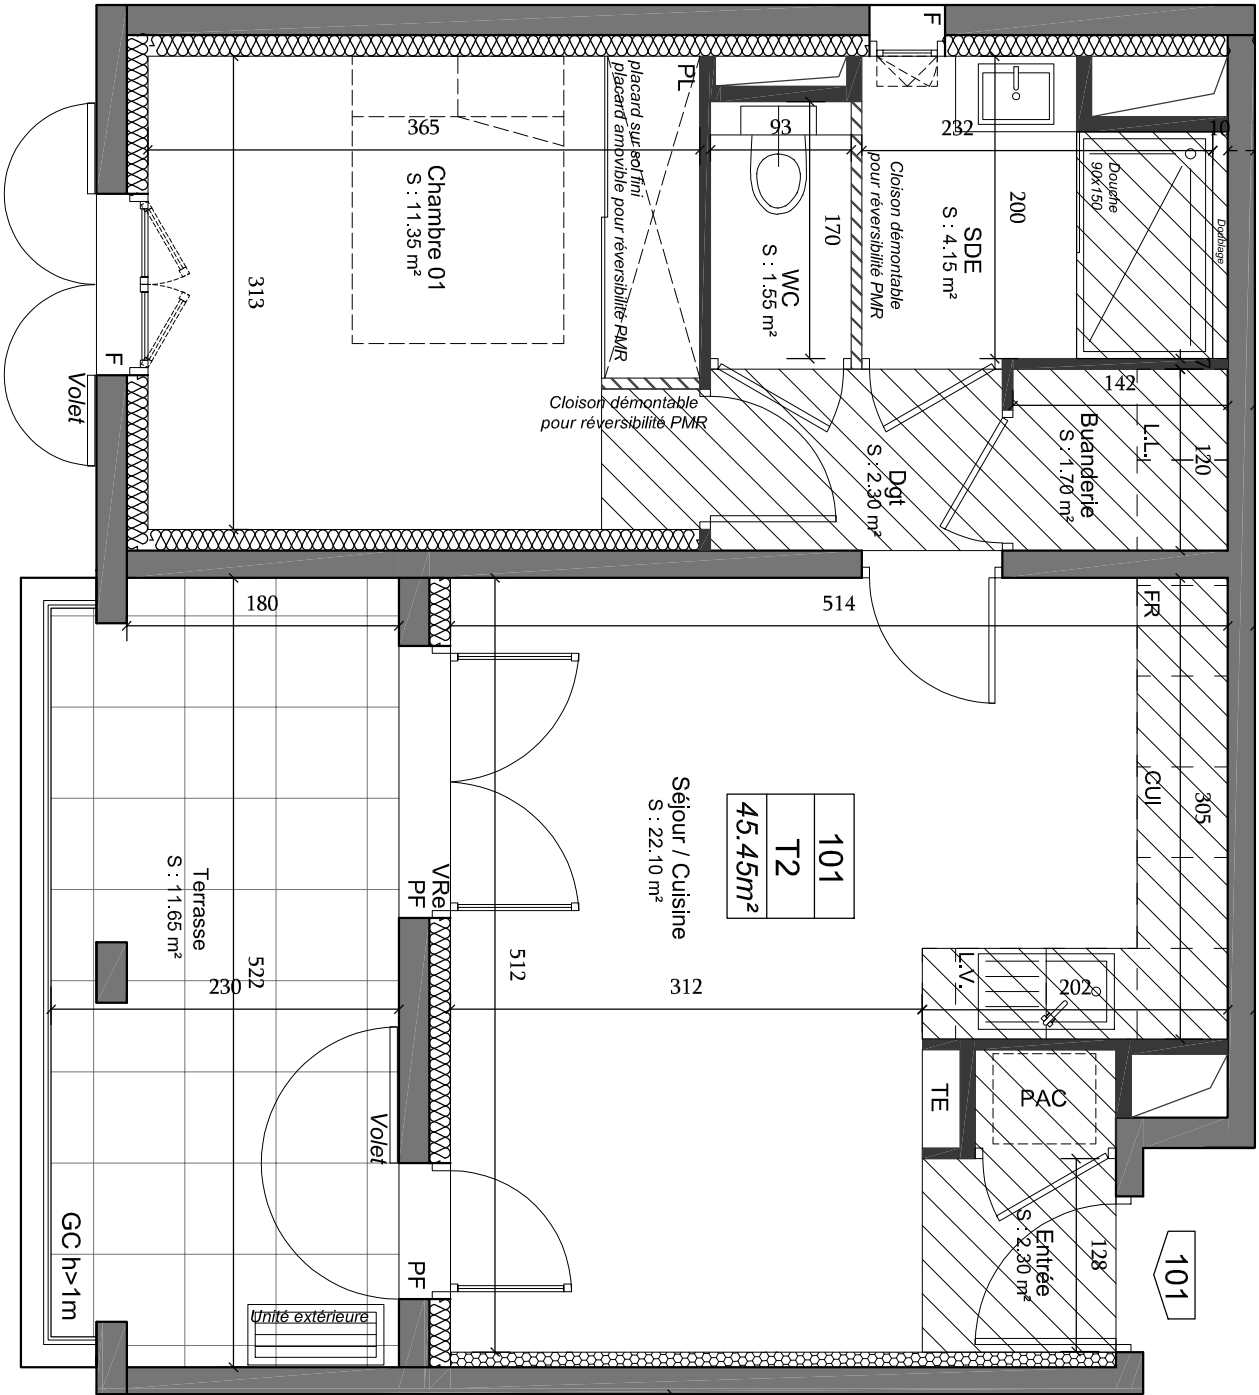 F
PL
placard sur sol fini
placard amovible pour réversibilité PMR
365
93
232
10
Chambre 01
S : 11.35 m²
313
F
Volet
Cloison démontable
pour réversibilité PMR
WC
S : 1.55 m²
170
Cloison démontable
pour réversibilité PMR
SDE
S : 4.15 m²
200
Douche
90x150
Doublage
142
L.L.
120
Buanderie
S : 1.70 m²
Dgt
S : 2.30 m²
180
514
FR
CUI
305
101
T2
45.45m²
Séjour / Cuisine
S : 22.10 m²
VRe
PF
Terrasse
S : 11.65 m²
522
230
512
312
L.V.
202
TE
PAC
Volet
PF
Entrée
S : 2.30 m²
128
101
GC h>1m
Unité extérieure